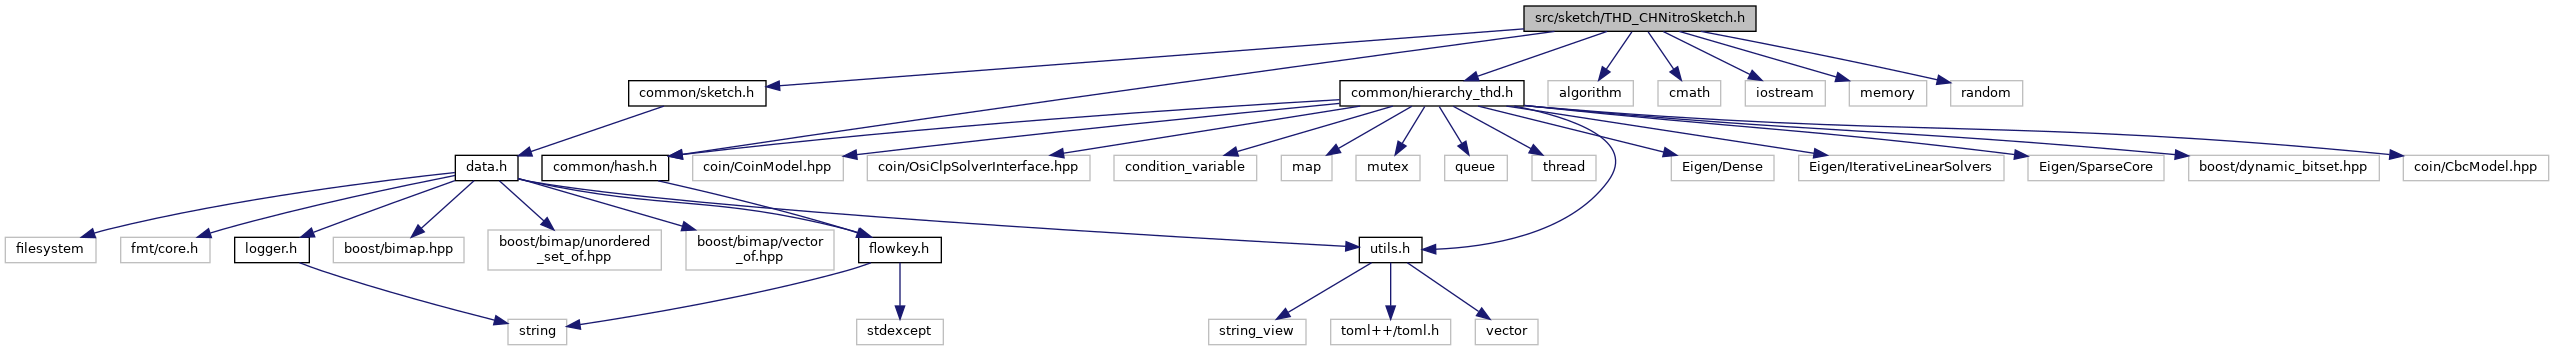 src/sketch/THD_CHNitroSketch.h
common/sketch.h
common/hierarchy_thd.h
algorithm
cmath
iostream
memory
random
data.h
common/hash.h
coin/CoinModel.hpp
coin/OsiClpSolverInterface.hpp
condition_variable
map
mutex
queue
thread
Eigen/Dense
Eigen/IterativeLinearSolvers
Eigen/SparseCore
boost/dynamic_bitset.hpp
coin/CbcModel.hpp
filesystem
fmt/core.h
logger.h
boost/bimap.hpp
boost/bimap/unordered
_set_of.hpp
boost/bimap/vector
_of.hpp
flowkey.h
utils.h
string
stdexcept
string_view
toml++/toml.h
vector